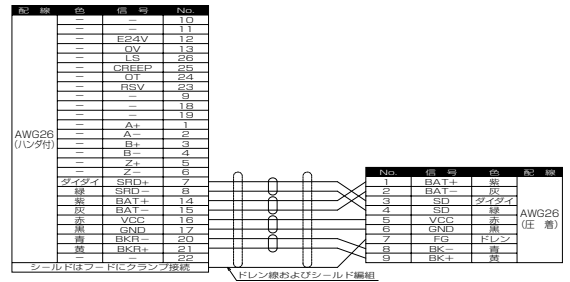 配 線 色 信 号 No.
－ － 10
－ － 11
－ E24V 12
－ 0V 13
－ LS 26
－ CREEP 25
－ OT 24
－ RSV 23
－ － 9
－ － 18
－ － 19
－ A+ 1
AWG26 － A− 2
(ハンダ付) － B+ 3
－ B− 4
－ Z+ 5
－ Z− 6
ダイダイ SRD+ 7
緑 SRD− 8
紫 BAT+ 14
灰 BAT− 15
赤 VCC 16
黒 GND 17
青 BKR− 20
黄 BKR+ 21
－ － 22
シールドはフードにクランプ接続
No. 信 号 色 配 線
1 BAT+ 紫
2 BAT− 灰
3 SD ダイダイ
4 SD 緑 AWG26
5 VCC 赤 (圧 着)
6 GND 黒
7 FG ドレン
8 BK− 青
9 BK+ 黄
ドレン線およびシールド編組